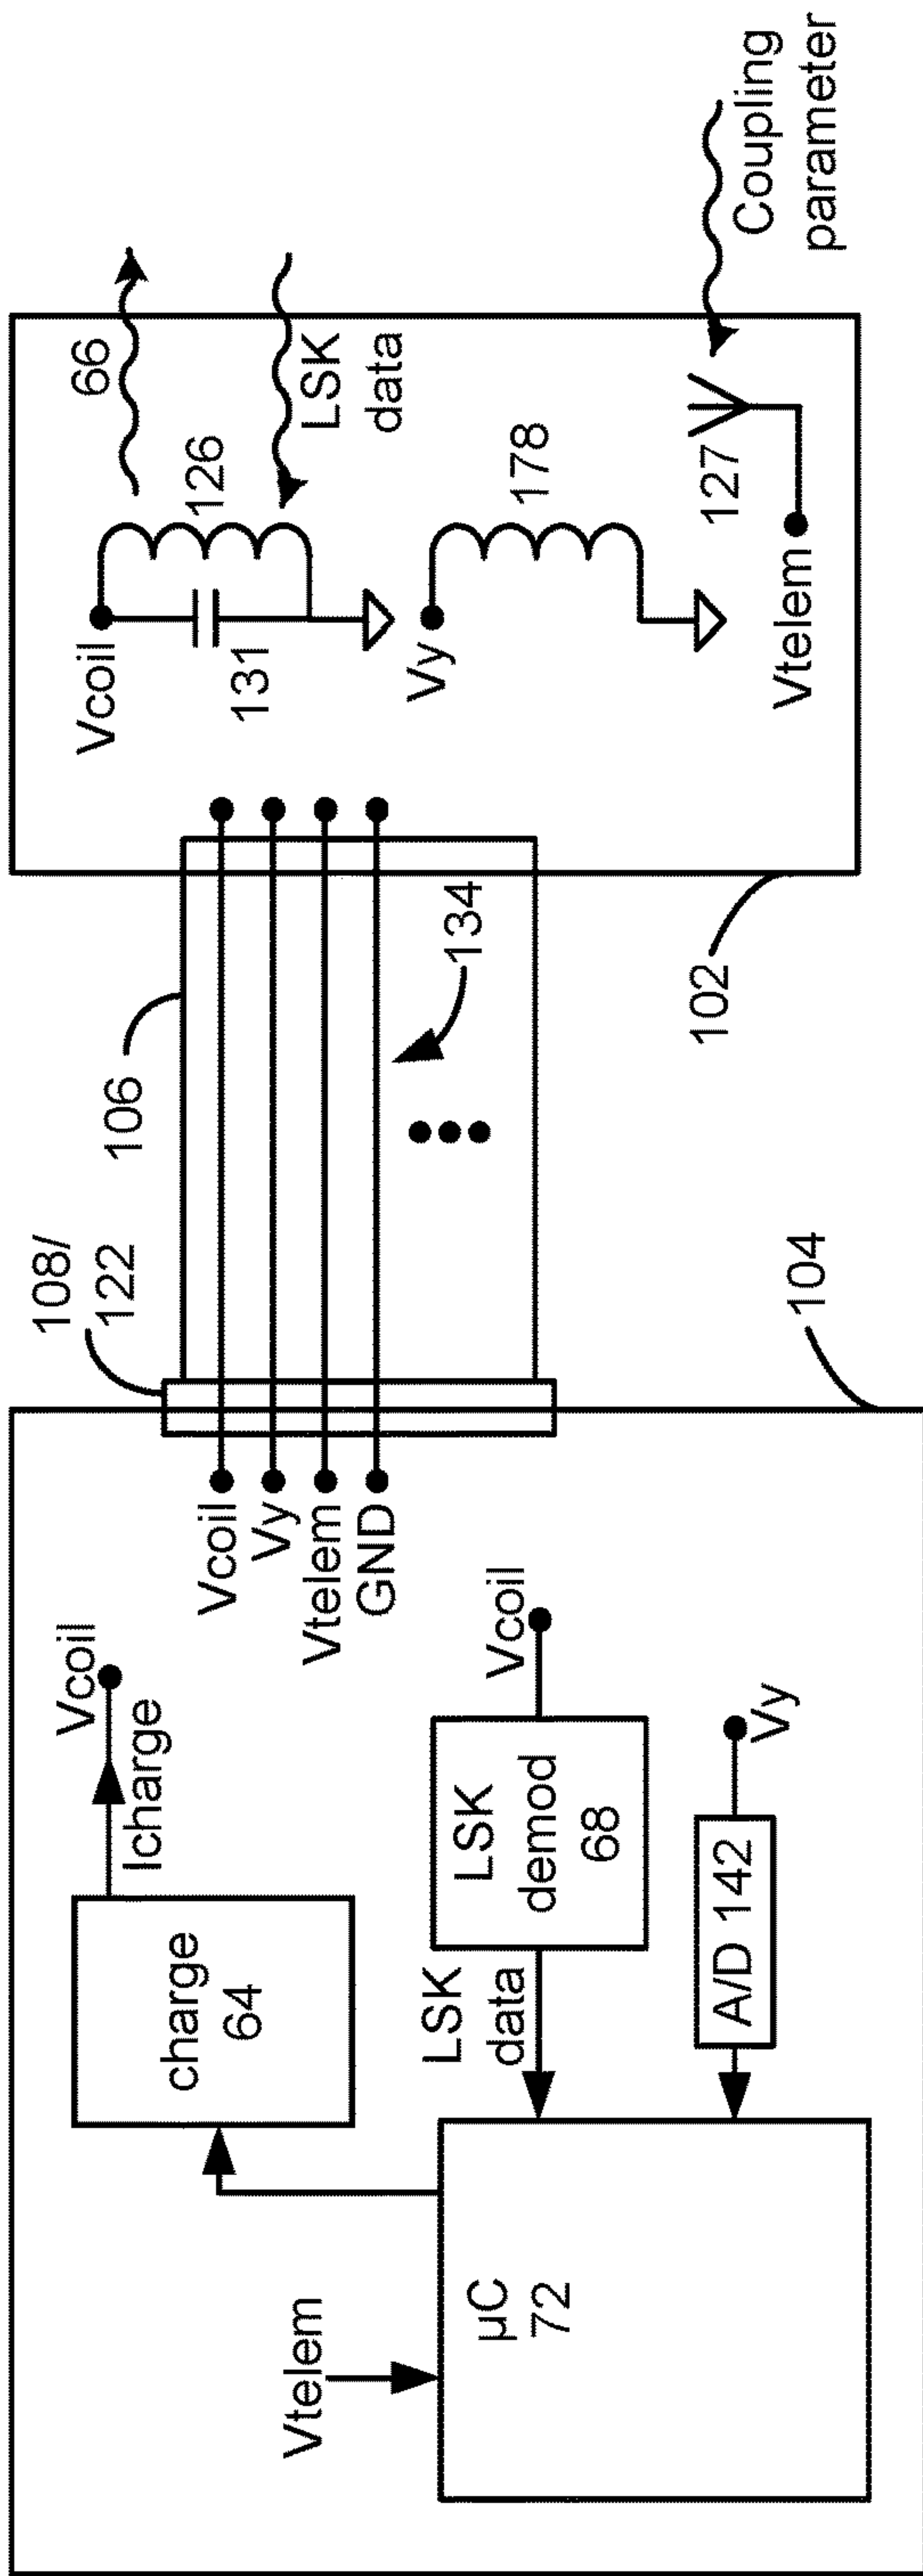 Vtelem
µC
72
charge
64
Icharge
Vcoil
LSK
data
LSK
demod
68
Vcoil
A/D 142
Vy
Vcoil
Vy
Vtelem
GND
108/
122
104
106
134
102
Vcoil
131
126
66
LSK
data
Vy
178
Vtelem
127
Coupling
parameter